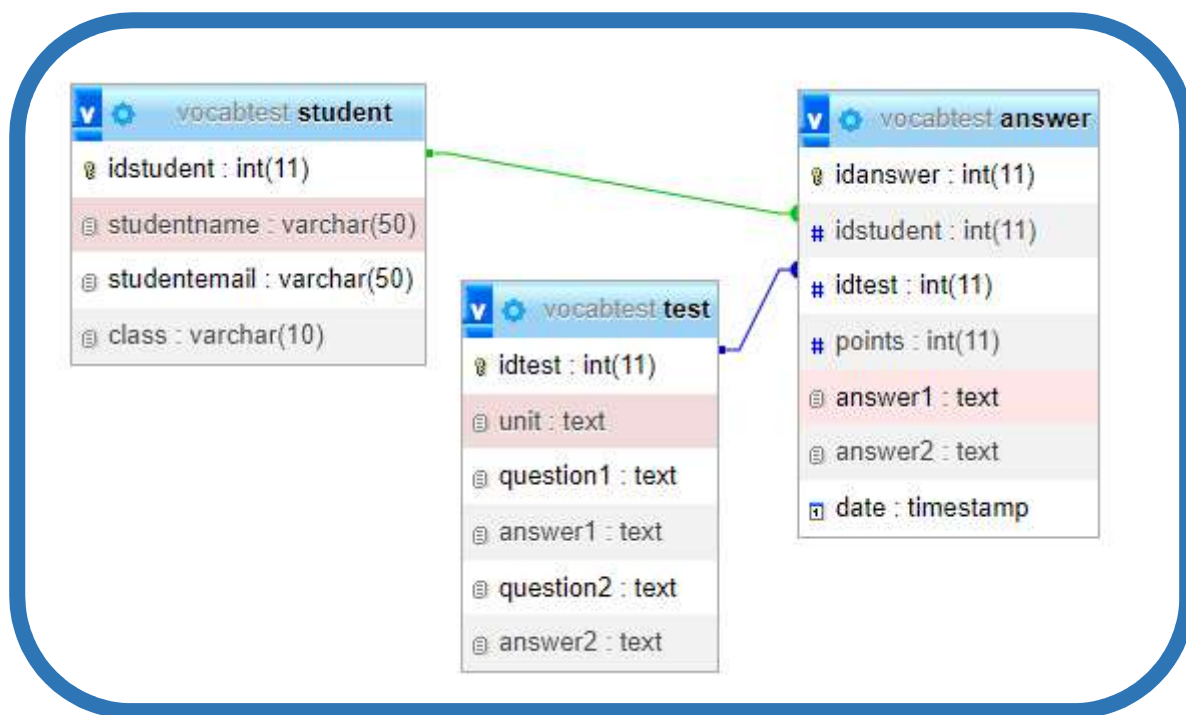 vocabtest student
idstudent : int(11)
studentname : varchar(50)
studentemail : varchar(50)
class : varchar(10)
vocabtest test
idtest : int(11)
unit : text
question1 : text
answer1 : text
question2 : text
answer2 : text
vocabtest answer
idanswer : int(11)
# idstudent : int(11)
# idtest : int(11)
# points : int(11)
answer1 : text
answer2 : text
date : timestamp